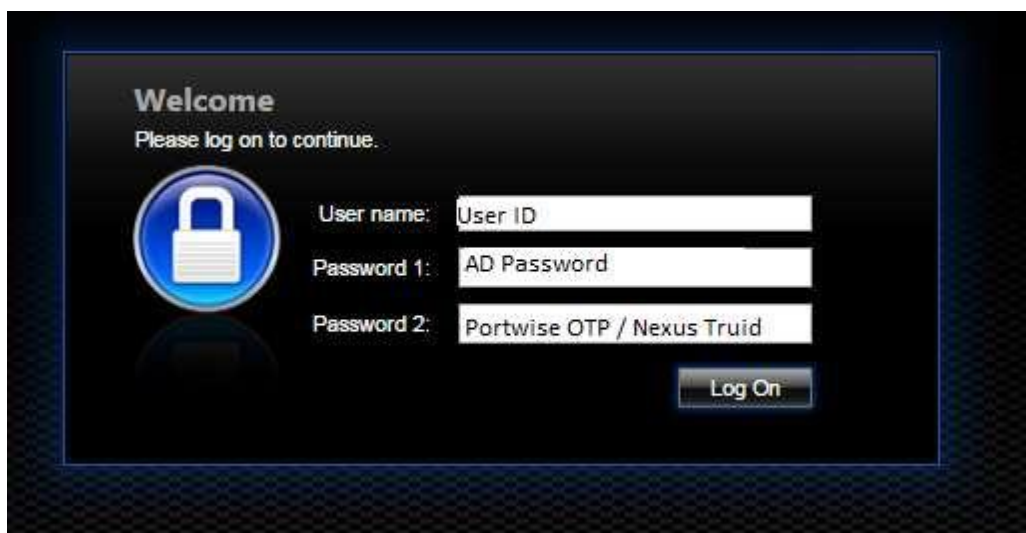 Welcome
Please log on to continue.
User name: User ID
Password 1: AD Password
Password 2: Portwise OTP / Nexus Truid
Log On